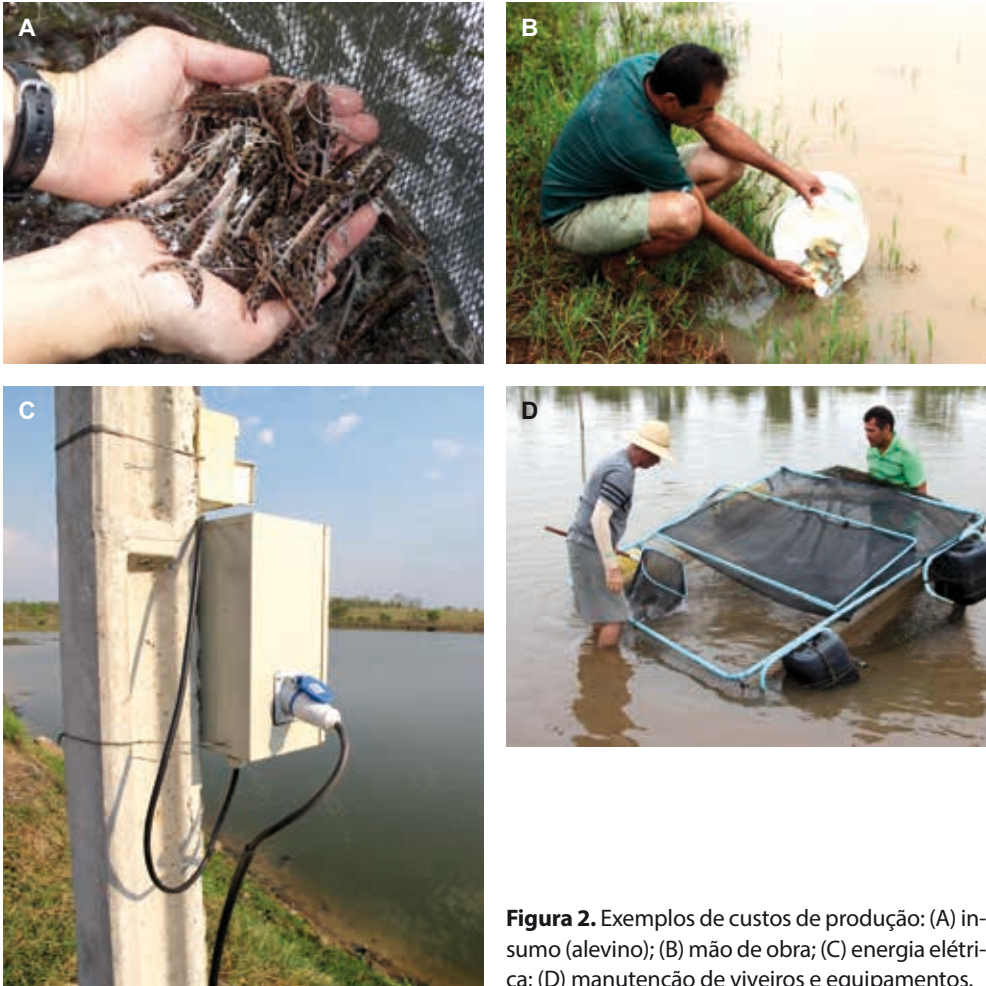 A
B
C
D
Figura 2. Exemplos de custos de produção: (A) in-
sumo (alevino); (B) mão de obra; (C) energia elétri-
ca; (D) manutenção de viveiros e equipamentos.